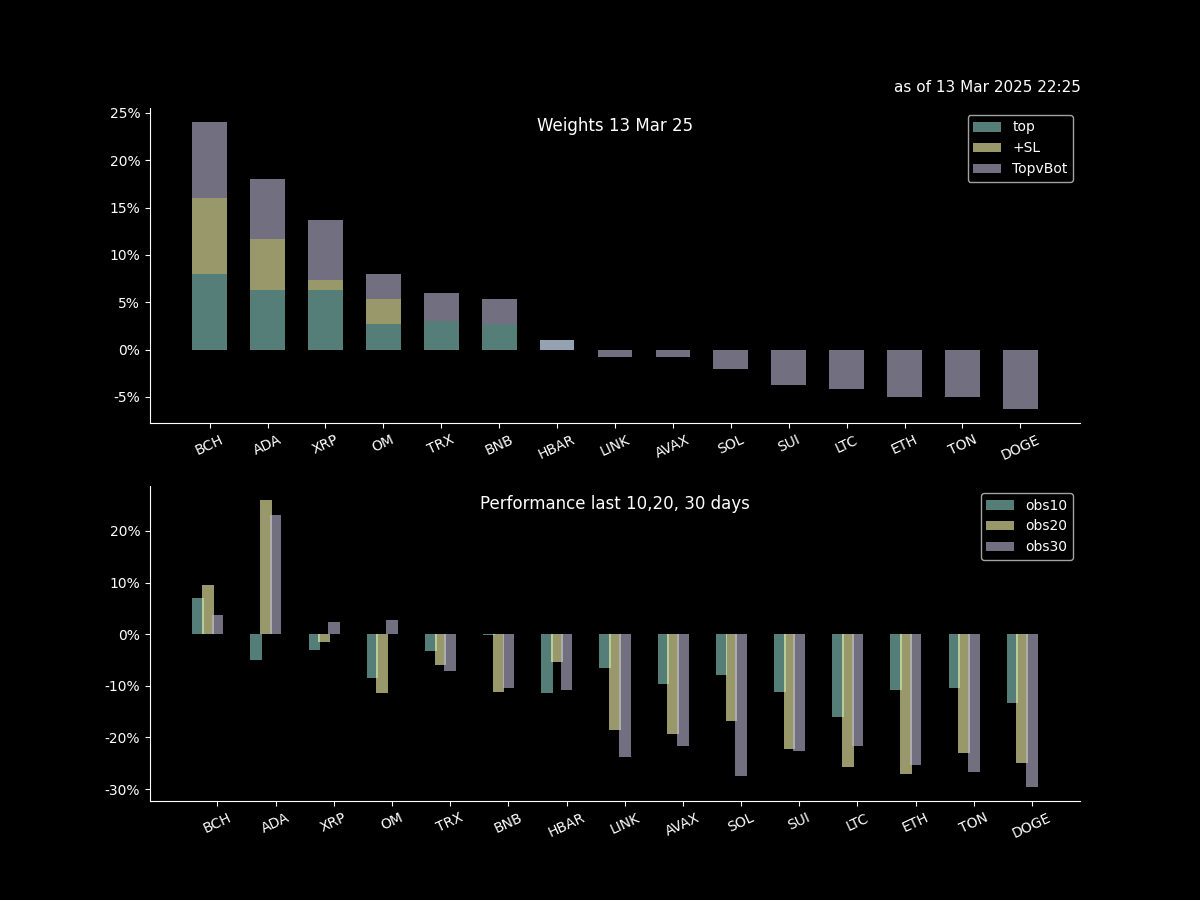 as of 13 Mar 2025 22:25
Weights 13 Mar 25
top
+SL
TopvBot
25%
20%
15%
10%
5%
0%
-5%
BCH ADA XRP OM TRX BNB HBAR LINK AVAX SOL SUI LTC ETH TON DOGE
Performance last 10,20, 30 days
obs10
obs20
obs30
20%
10%
0%
-10%
-20%
-30%
BCH ADA XRP OM TRX BNB HBAR LINK AVAX SOL SUI LTC ETH TON DOGE